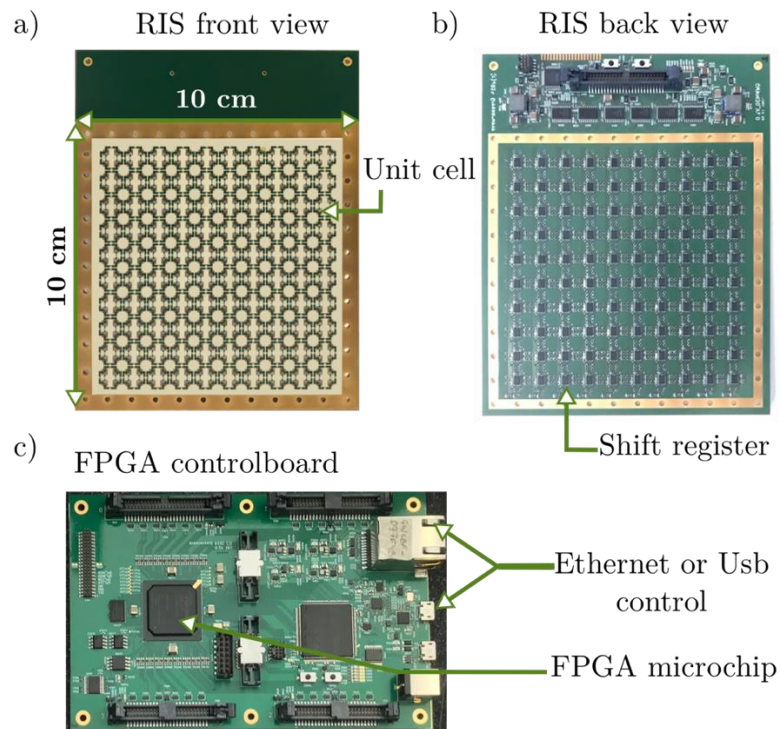 a)
RIS front view
b)
RIS back view
10 cm
10 cm
Unit cell
Shift register
c)
FPGA controlboard
Ethernet or Usb
control
FPGA microchip